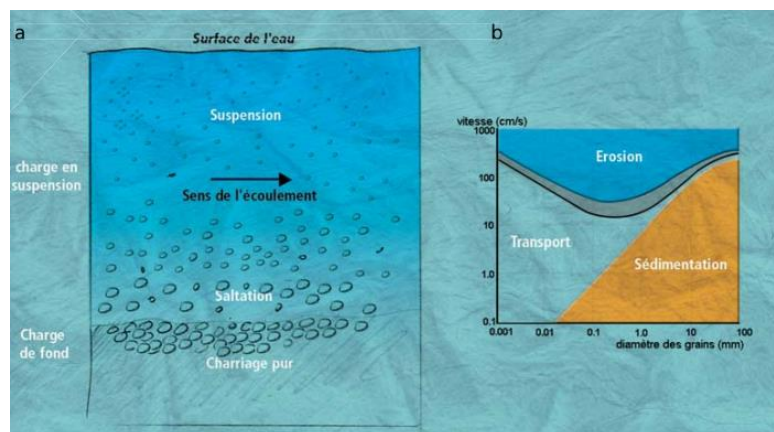 a
Surface de l'eau
Suspension
charge en
suspension
Sens de l'écoulement
Saltation
Charge
de fond
Charriage pur
b
vitesse (cm/s)
1000
Erosion
100
10
Transport
Sédimentation
1.0
0.1
0.001 0.01 0.1 1.0 10 100
diamétre des grains (mm)